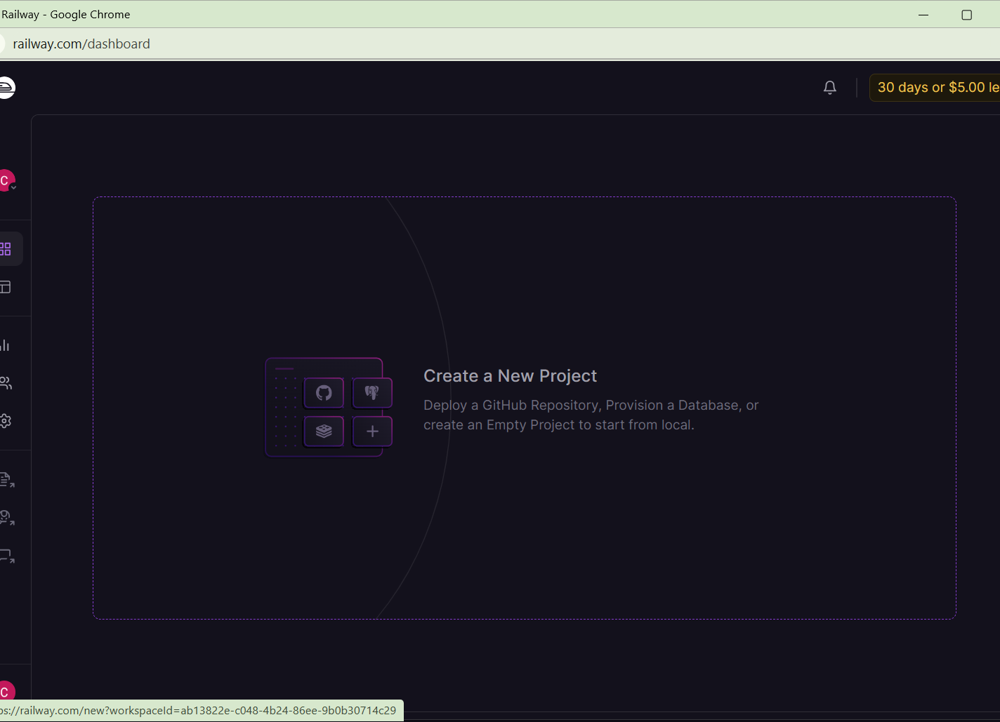 Railway - Google Chrome
railway.com/dashboard
30 days or $5.00 le
C
Create a New Project
Deploy a GitHub Repository, Provision a Database, or
create an Empty Project to start from local.
C
ps://railway.com/new?workspaceId=ab13822e-c048-4b24-86ee-9b0b30714c29